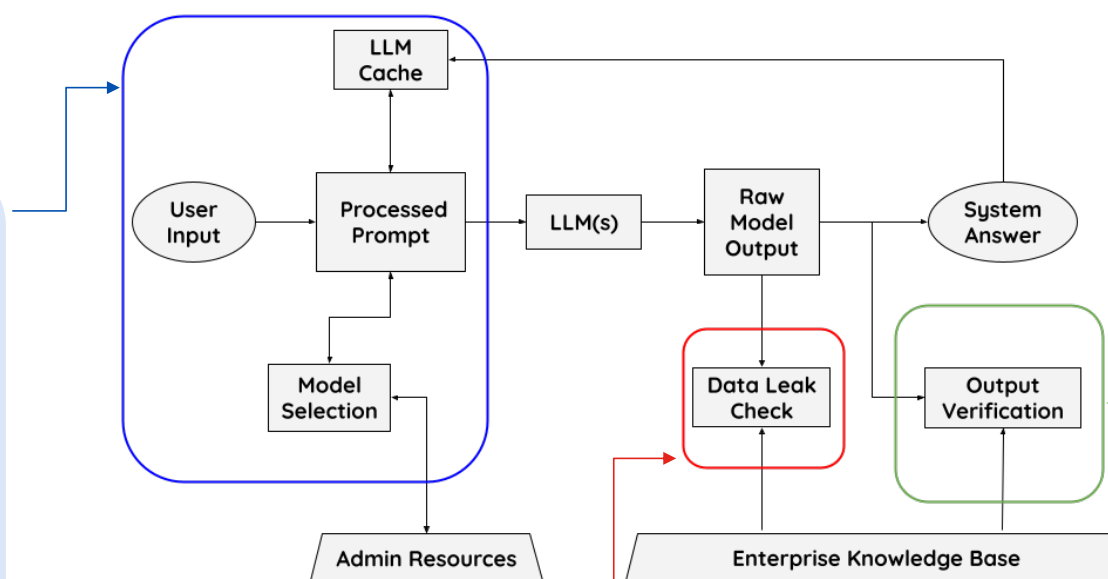 LLM
Cache
User
Input
Processed
Prompt
LLM(s)
Raw
Model
Output
System
Answer
Model
Selection
Data Leak
Check
Output
Verification
Admin Resources
Enterprise Knowledge Base